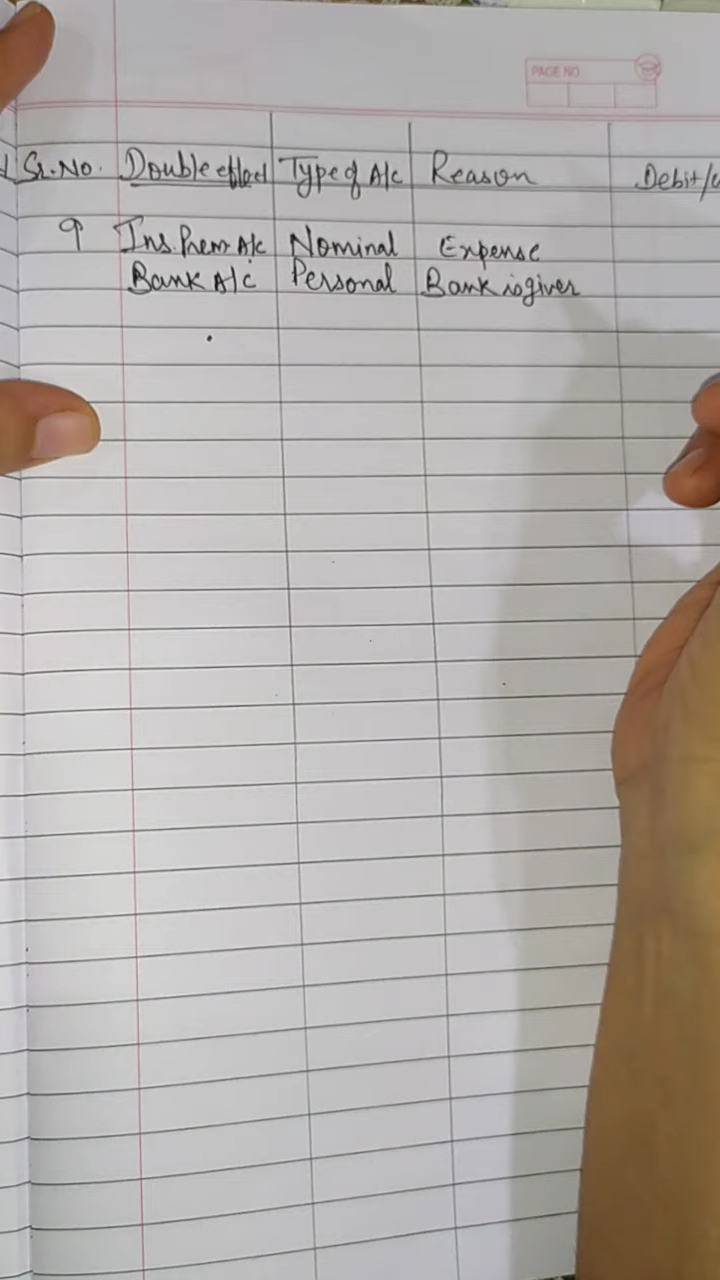 PAGE NO
Sr.No. Double effect Type of A/c Reason Debit/
9 Ins. Prem A/c Nominal Expense
Bank A/c Personal Bank is giver